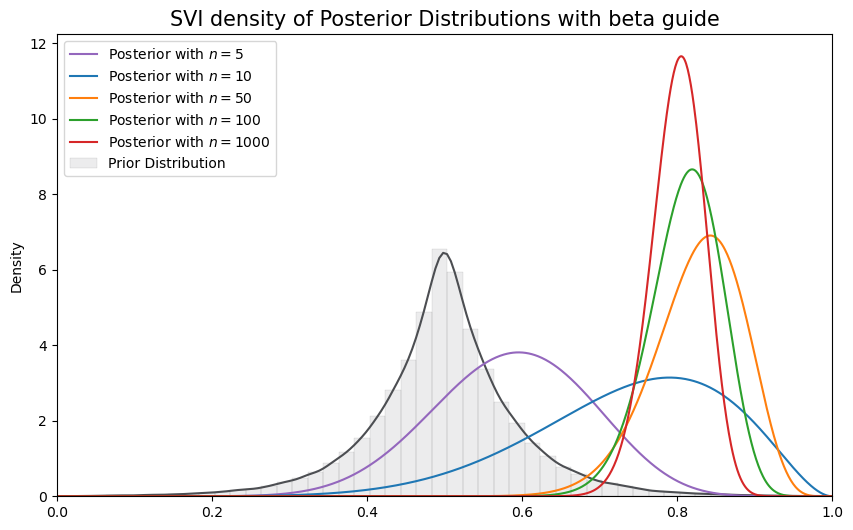 SVI density of Posterior Distributions with beta guide
Posterior with n = 5
Posterior with n = 10
Posterior with n = 50
Posterior with n = 100
Posterior with n = 1000
Prior Distribution
Density
12
10
8
6
4
2
0
0.0 0.2 0.4 0.6 0.8 1.0